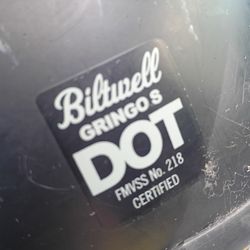 Biltwell
GRINGO S
DOT
FMVSS No. 218
CERTIFIED